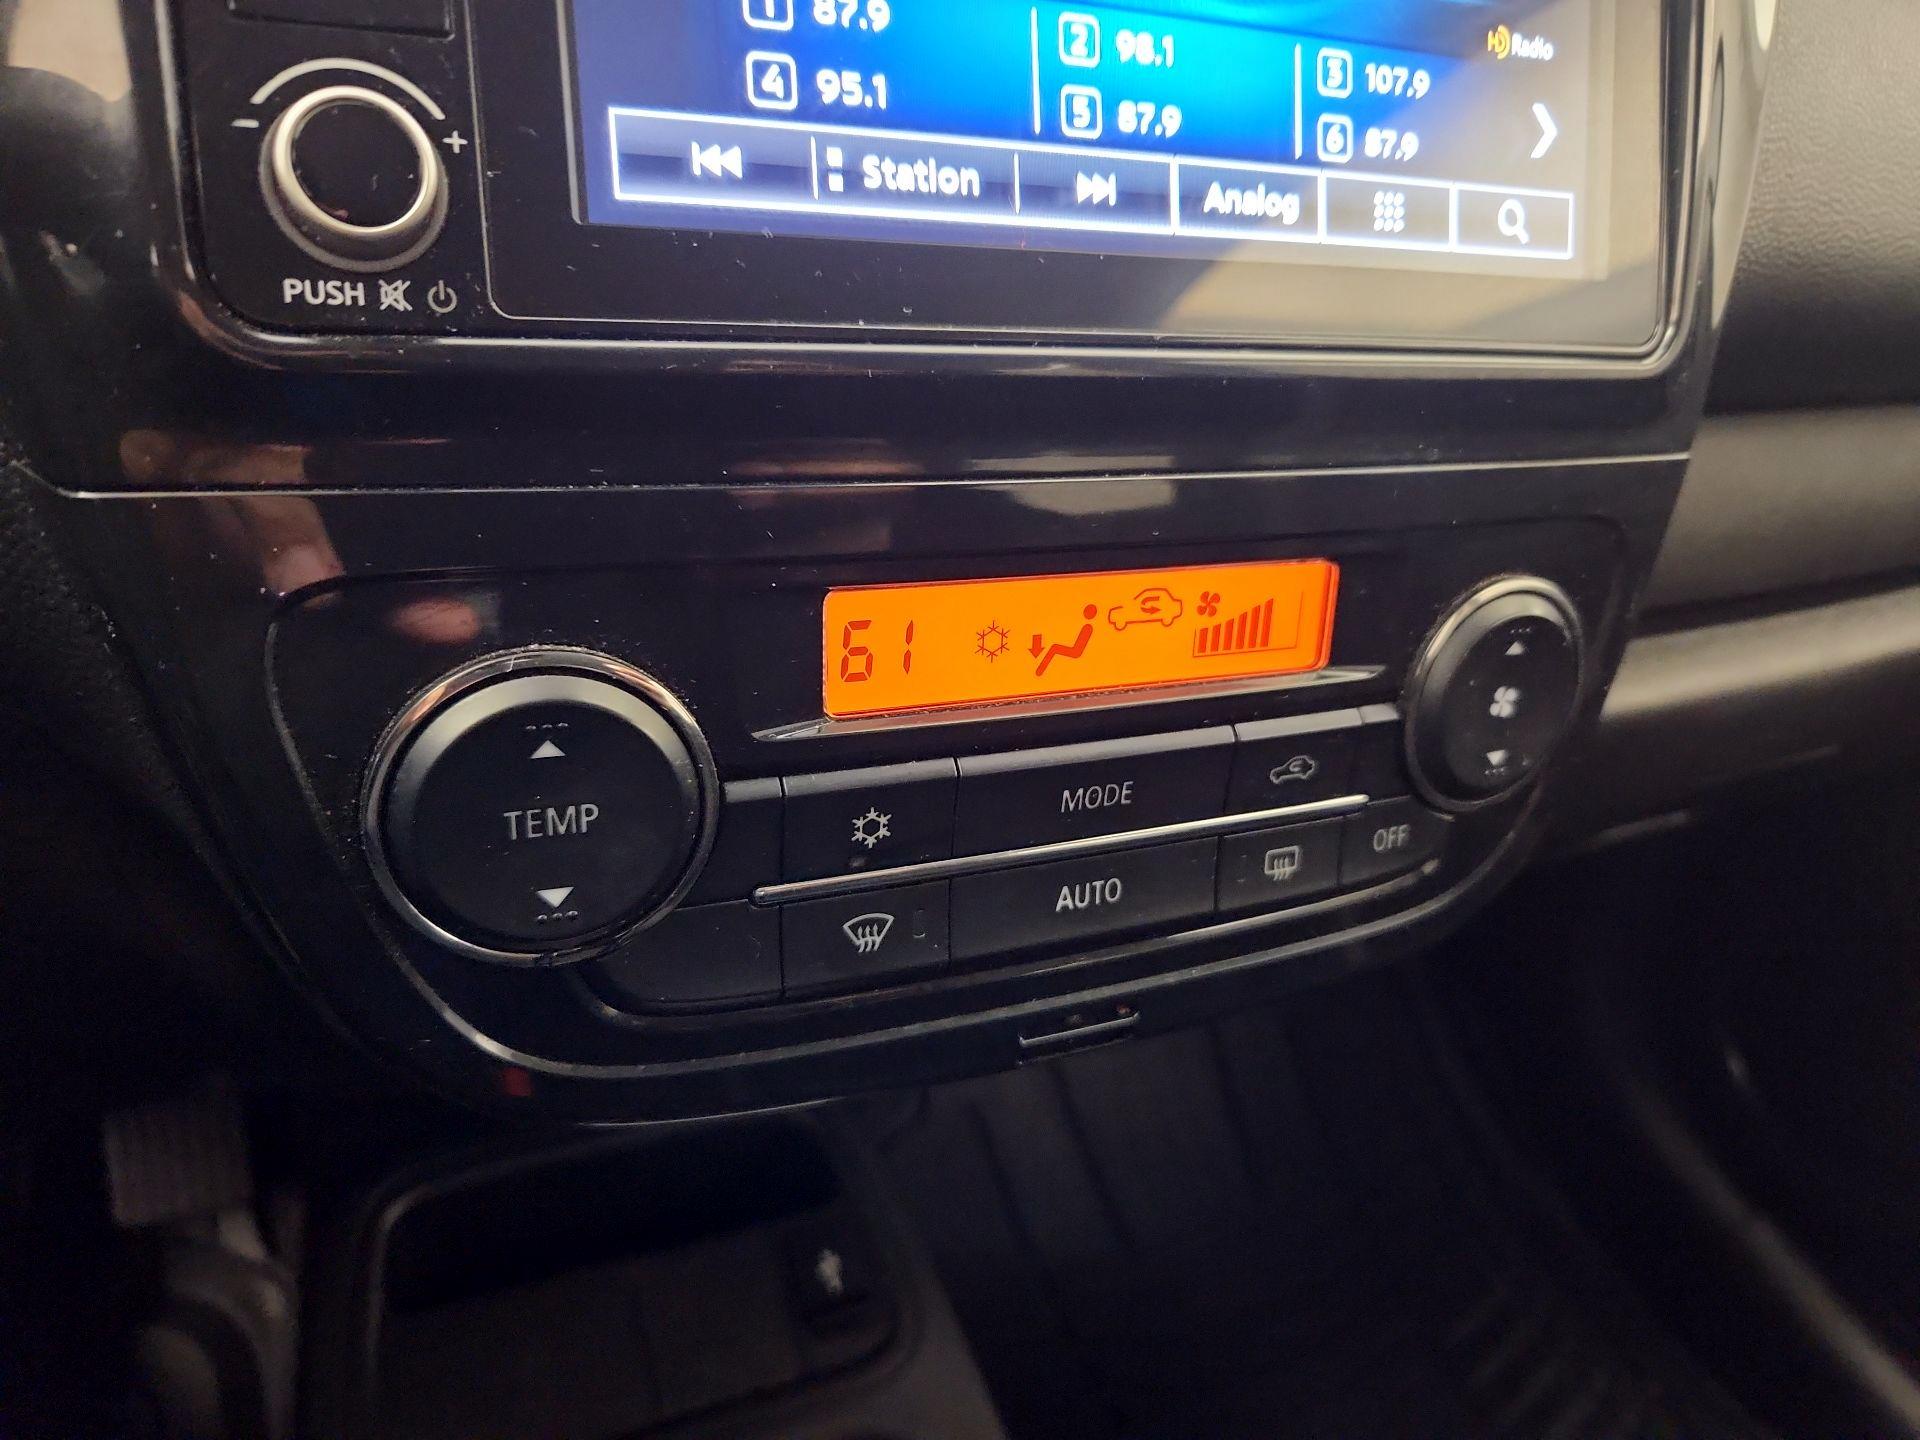 1 87.9
2 98.1
3 107.9
HD Radio
4 95.1
5 87.9
6 87.9
Station
Analog
- +
PUSH
61
TEMP
MODE
AUTO
OFF